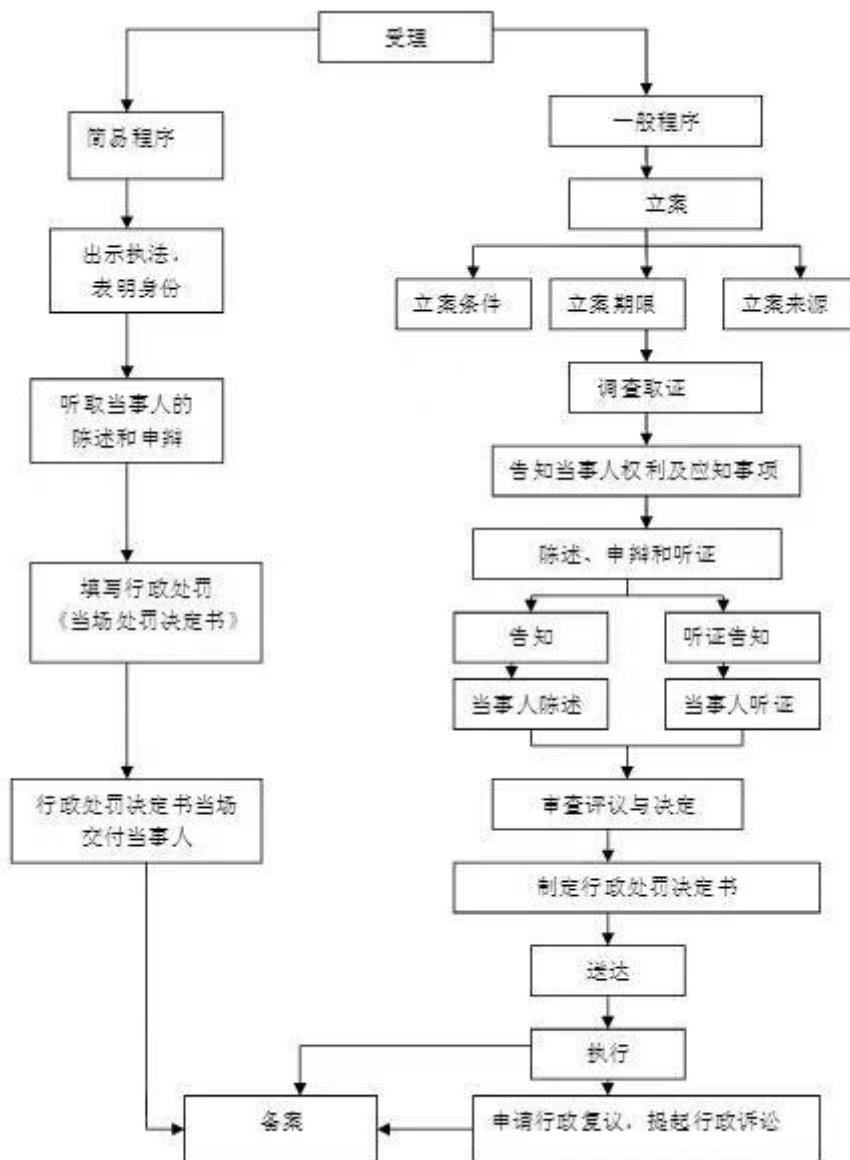 受理
简易程序
一般程序
立案
出示执法、
表明身份
立案条件
立案期限
立案来源
调查取证
听取当事人的
陈述和申辩
告知当事人权利及应知事项
陈述、申辩和听证
填写行政处罚
《当场处罚决定书》
告知
听证告知
当事人陈述
当事人听证
行政处罚决定书当场
交付当事人
审查评议与决定
制定行政处罚决定书
送达
执行
备案
申请行政复议、提起行政诉讼